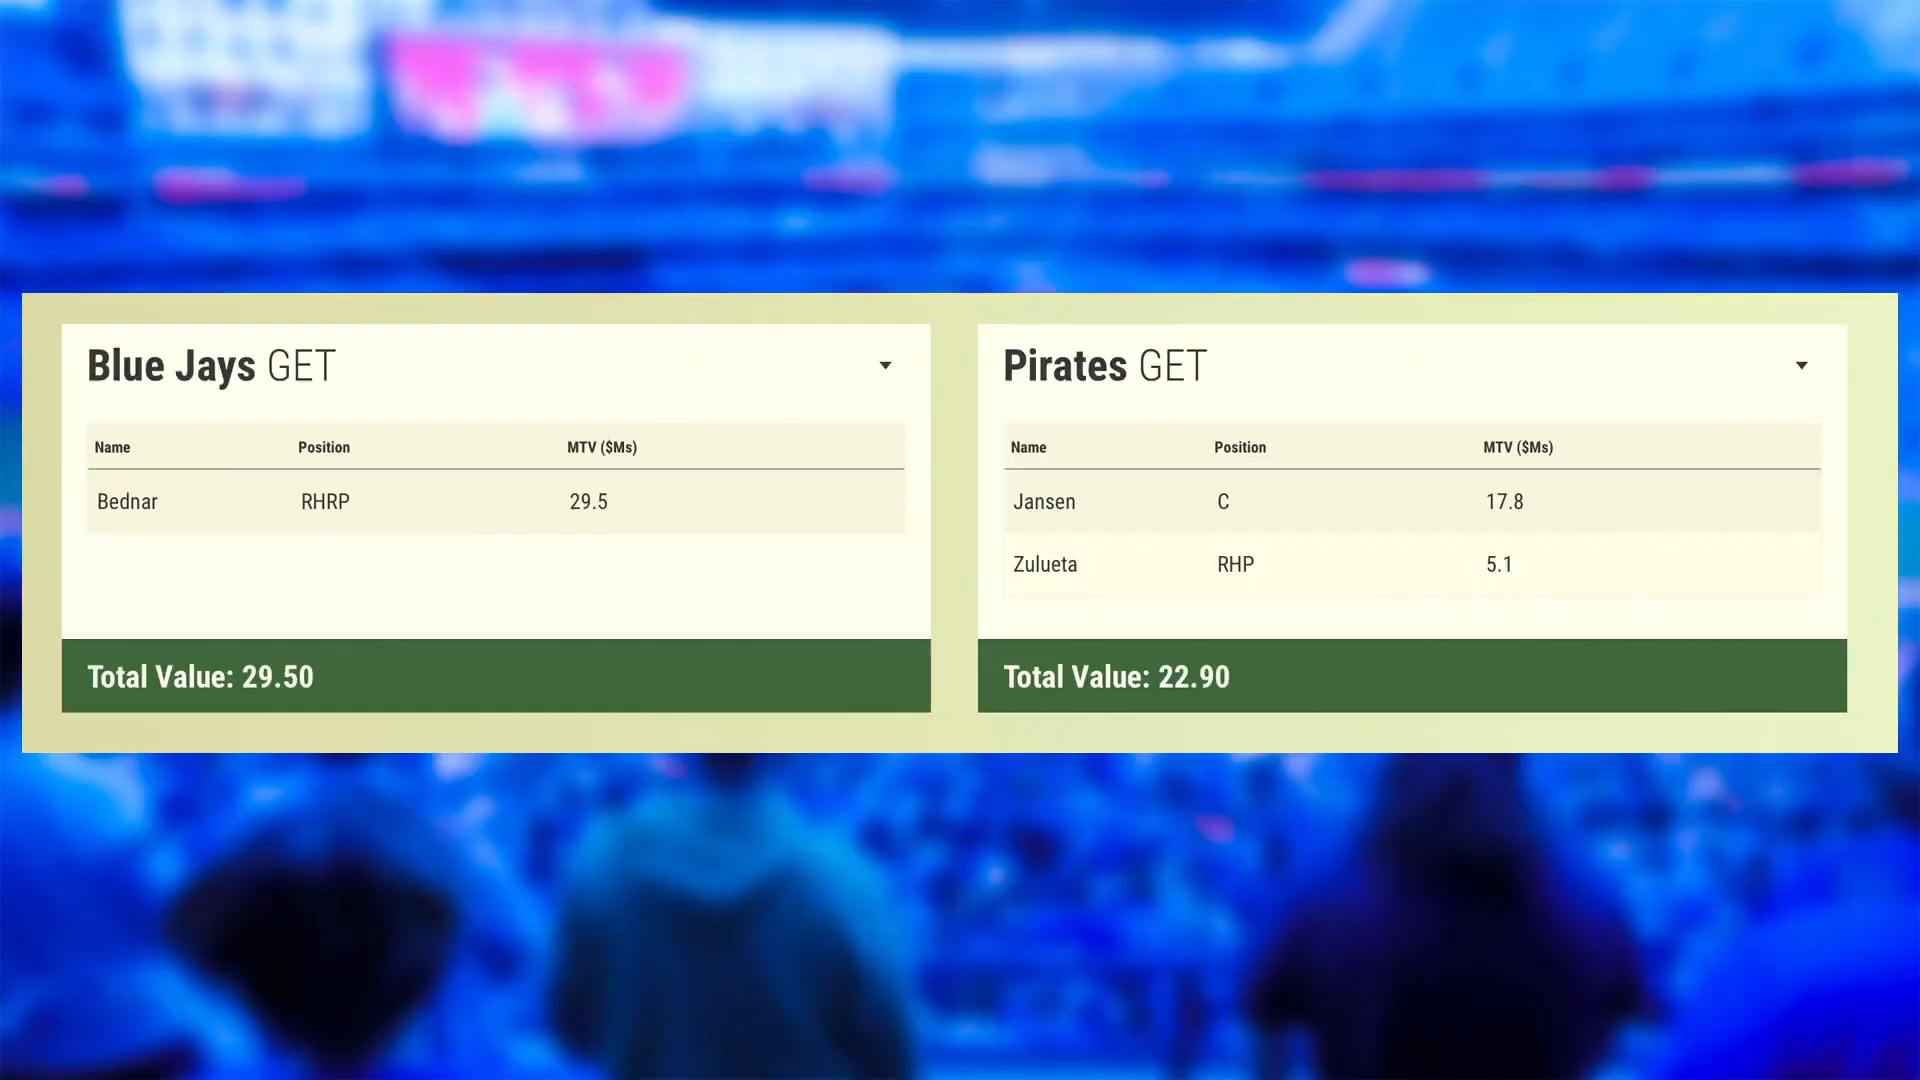 Blue Jays GET
Name Position MTV ($Ms)
Bednar RHRP 29.5
Total Value: 29.50
Pirates GET
Name Position MTV ($Ms)
Jansen C 17.8
Zulueta RHP 5.1
Total Value: 22.90